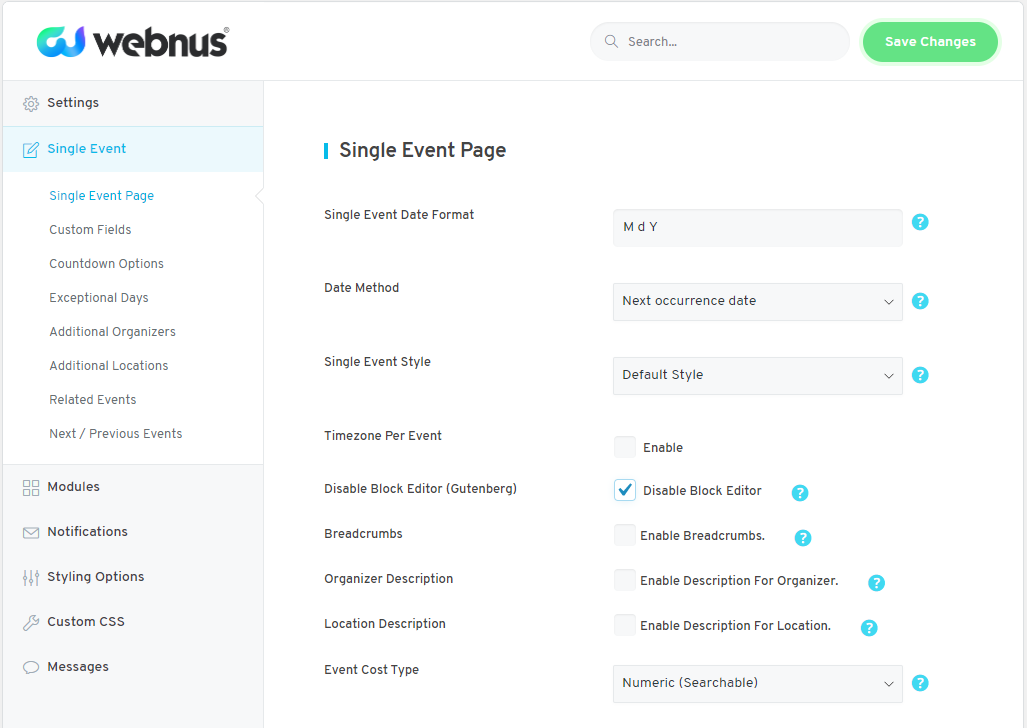 webnus®
Search...
Save Changes
Settings
Single Event
Single Event Page
Custom Fields
Countdown Options
Exceptional Days
Additional Organizers
Additional Locations
Related Events
Next / Previous Events
Modules
Notifications
Styling Options
Custom CSS
Messages
Single Event Page
Single Event Date Format
M d Y
?
Date Method
Next occurrence date
?
Single Event Style
Default Style
?
Timezone Per Event
Enable
Disable Block Editor (Gutenberg)
Disable Block Editor
?
Breadcrumbs
Enable Breadcrumbs.
?
Organizer Description
Enable Description For Organizer.
?
Location Description
Enable Description For Location.
?
Event Cost Type
Numeric (Searchable)
?